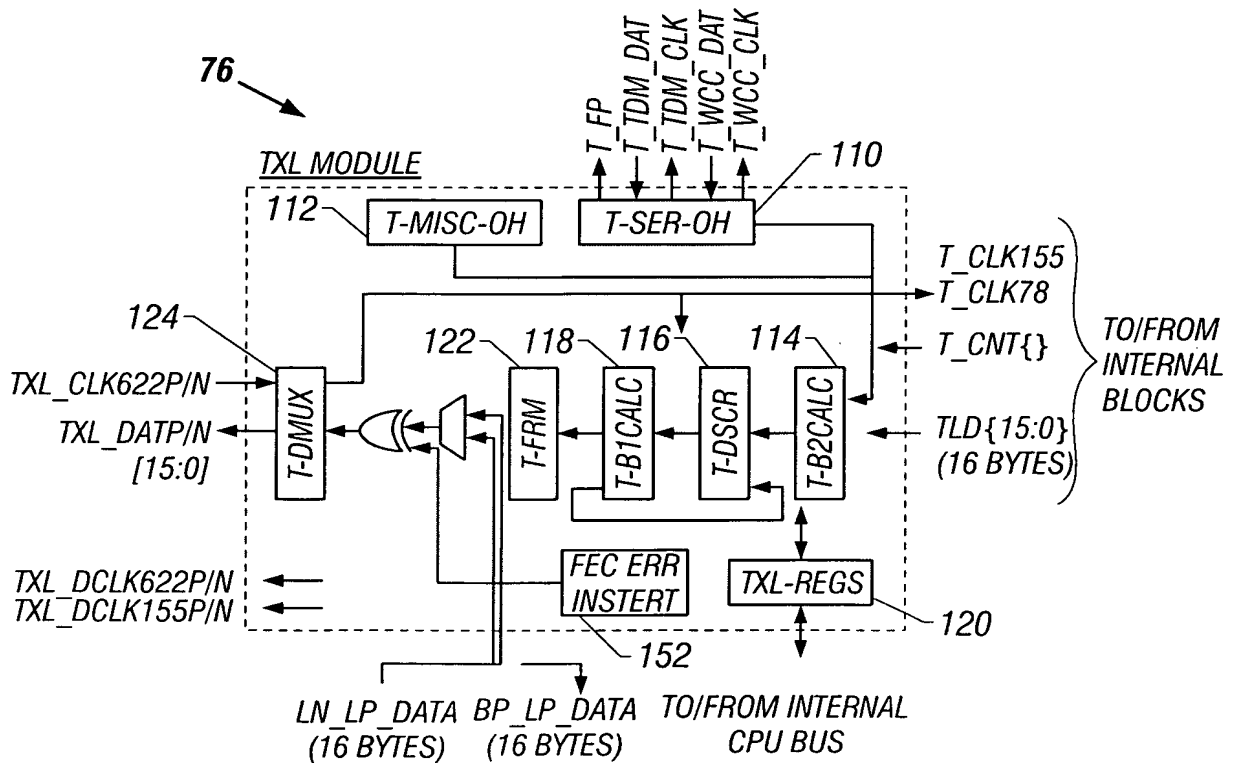 76
T_FP
T_TDM_DAT
T_TDM_CLK
T_WCC_DAT
T_WCC_CLK
TXL MODULE
110
112
T-MISC-OH
T-SER-OH
T_CLK155
T_CLK78
124
122
118
116
114
T_CNT{}
TO/FROM
INTERNAL
BLOCKS
TXL_CLK622P/N
TXL_DATP/N
[15:0]
T-DMUX
T-FRM
T-B1CALC
T-DSCR
T-B2CALC
TLD{15:0}
(16 BYTES)
TXL_DCLK622P/N
TXL_DCLK155P/N
FEC ERR
INSTERT
TXL-REGS
152
120
LN_LP_DATA
(16 BYTES)
BP_LP_DATA
(16 BYTES)
TO/FROM INTERNAL
CPU BUS